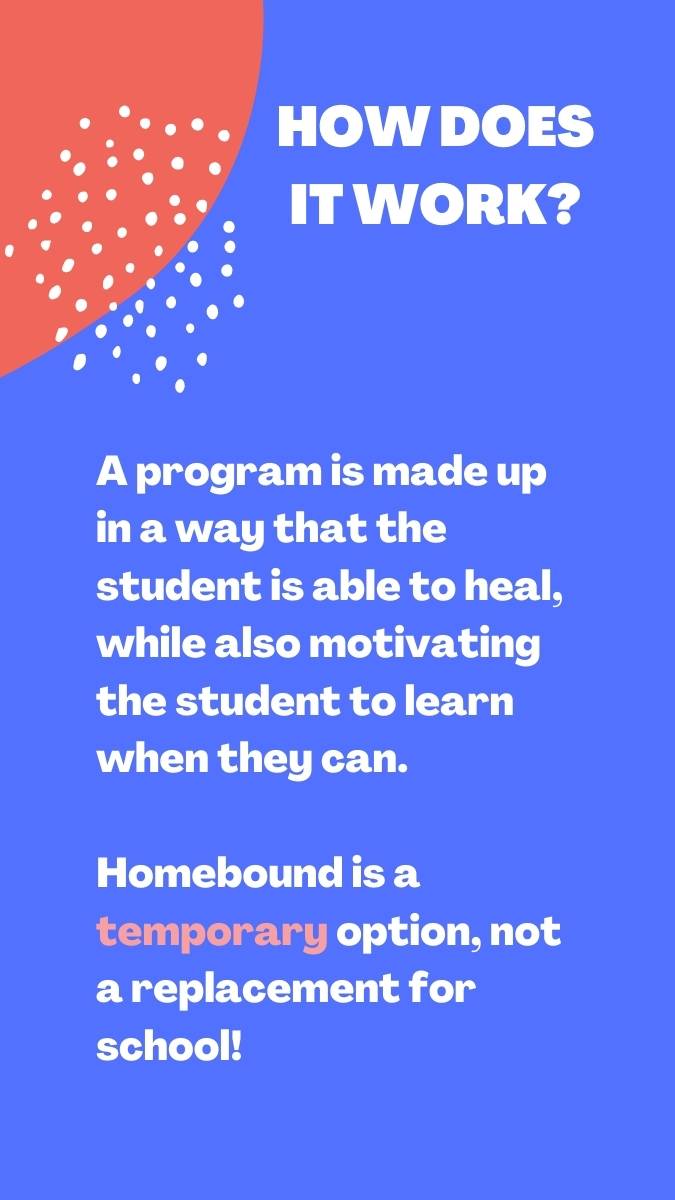 HOW DOES
IT WORK?
A program is made up
in a way that the
student is able to heal,
while also motivating
the student to learn
when they can.
Homebound is a
temporary option, not
a replacement for
school!